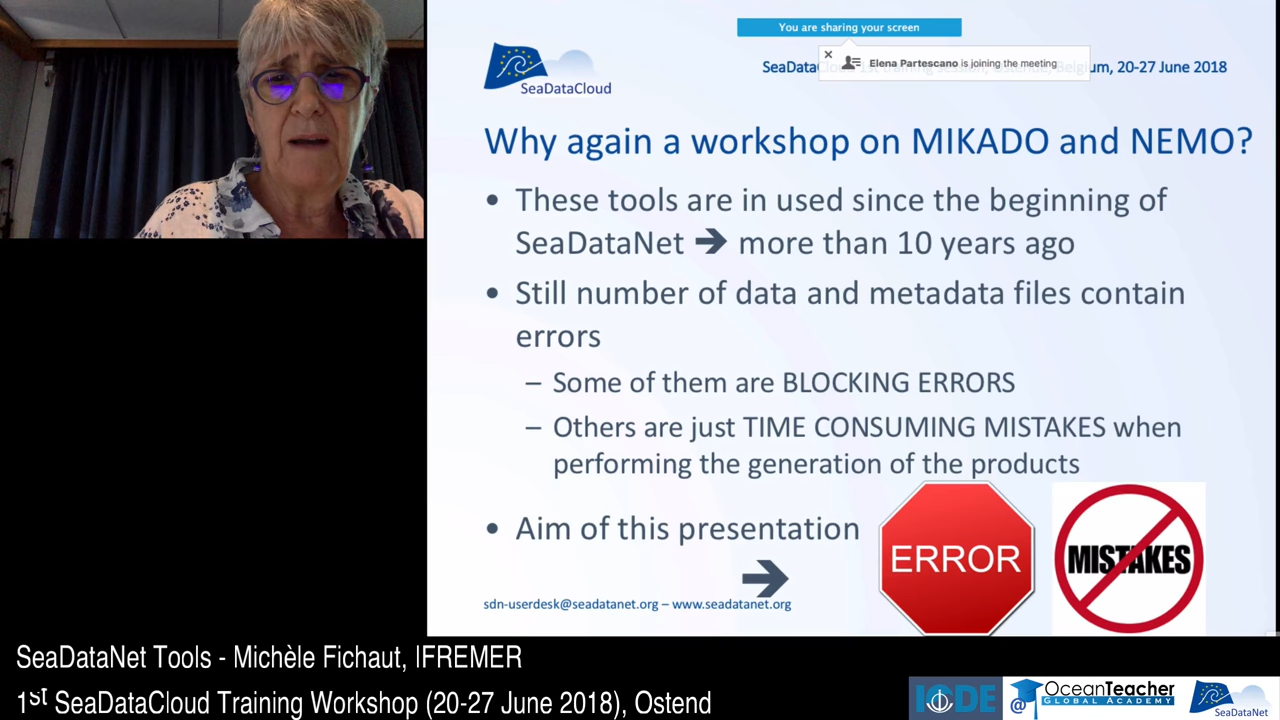 You are sharing your screen
Elena Partescano is joining the meeting
SeaDataCloud
SeaData
gium, 20-27 June 2018
Why again a workshop on MIKADO and NEMO?
• These tools are in used since the beginning of
SeaDataNet ➔ more than 10 years ago
• Still number of data and metadata files contain
errors
– Some of them are BLOCKING ERRORS
– Others are just TIME CONSUMING MISTAKES when
performing the generation of the products
• Aim of this presentation
➔
ERROR
MISTAKES
sdn-userdesk@seadatanet.org – www.seadatanet.org
SeaDataNet Tools - Michèle Fichaut, IFREMER
1st SeaDataCloud Training Workshop (20-27 June 2018), Ostend
IODE
@
OceanTeacher
GLOBAL ACADEMY
SeaDataNet